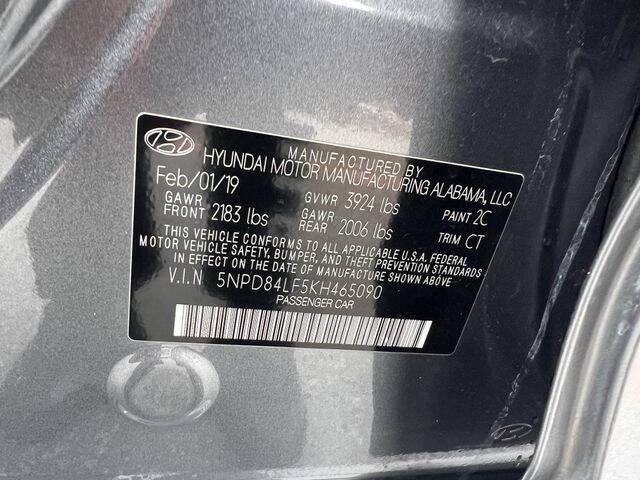 MANUFACTURED BY
HYUNDAI MOTOR MANUFACTURING ALABAMA, LLC
Feb/01/19 GVWR 3924 lbs PAINT 2C
GAWR FRONT 2183 lbs GAWR REAR 2006 lbs TRIM CT
THIS VEHICLE CONFORMS TO ALL APPLICABLE U.S.A. FEDERAL
MOTOR VEHICLE SAFETY, BUMPER, AND THEFT PREVENTION STANDARDS
IN EFFECT ON THE DATE OF MANUFACTURE SHOWN ABOVE.
V.I.N 5NPD84LF5KH465090
PASSENGER CAR